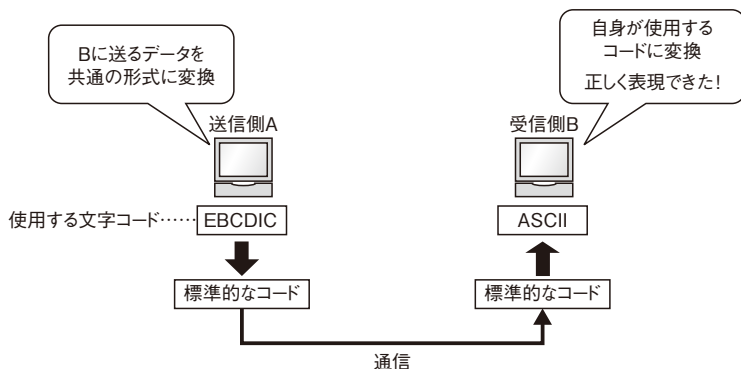 Bに送るデータを
共通の形式に変換
自身が使用する
コードに変換
正しく表現できた!
送信側A
受信側B
使用する文字コード……
EBCDIC
ASCII
標準的なコード
標準的なコード
通信